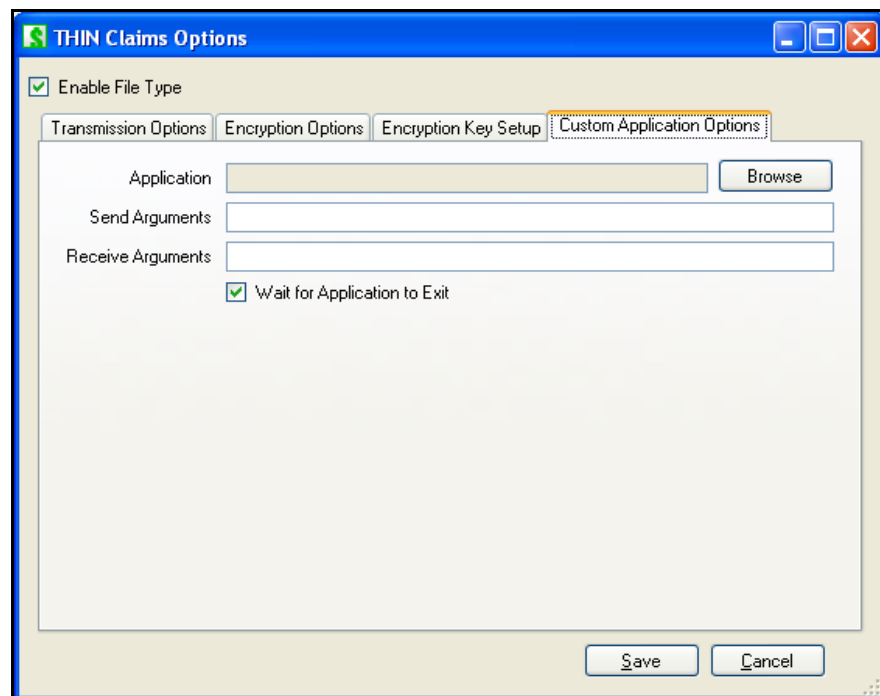 THIN Claims Options
Enable File Type
Transmission Options Encryption Options Encryption Key Setup Custom Application Options
Application Browse
Send Arguments
Receive Arguments
Wait for Application to Exit
Save Cancel